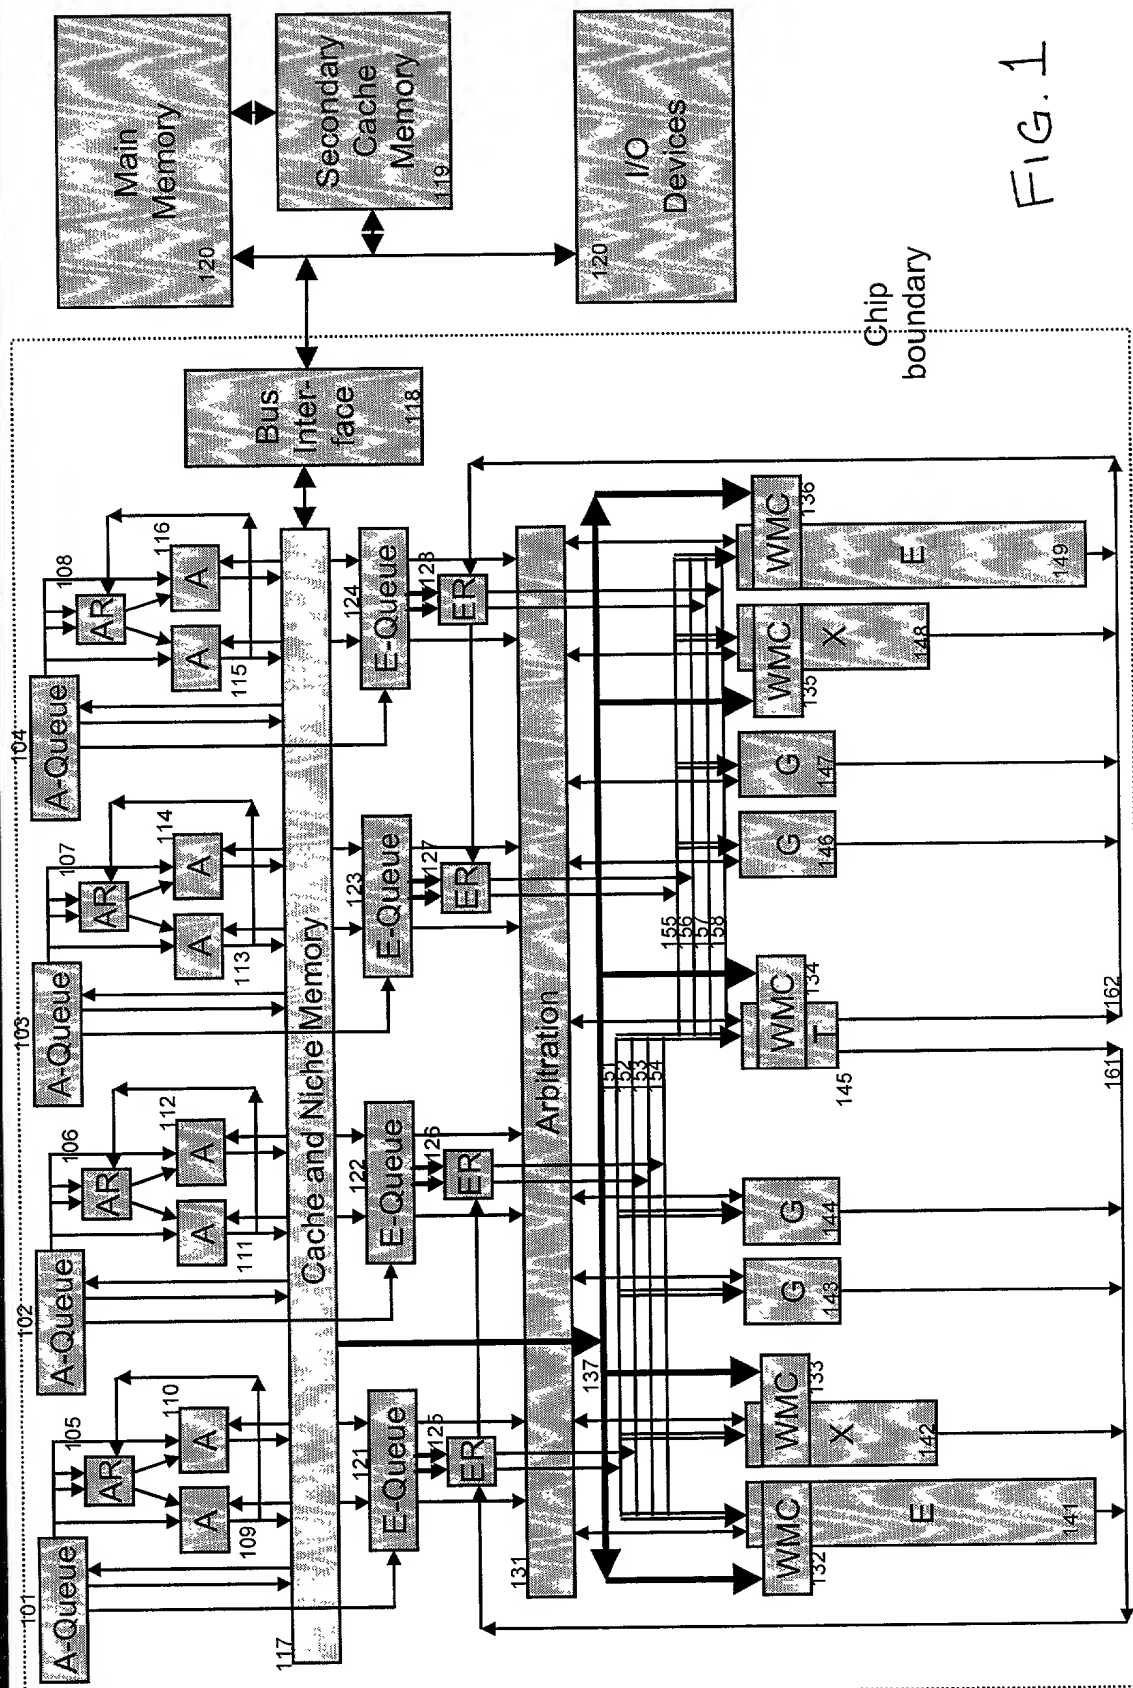 101
A-Queue
105
AR
110
A
A
109
102
A-Queue
106
AR
112
A
A
111
103
A-Queue
107
AR
114
A
A
113
104
A-Queue
108
AR
116
A
A
115
117
Cache and Niche Memory
Bus
Inter-
face
118
Main
Memory
120
Secondary
Cache
Memory
119
I/O
Devices
120
121
E-Queue
125
ER
122
E-Queue
126
ER
123
E-Queue
127
ER
124
E-Queue
128
ER
131
Arbitration
137
151
152
153
154
155
156
157
158
WMC
132
E
141
WMC
133
X
142
G
143
G
144
WMC
134
T
145
G
146
G
147
WMC
135
X
148
WMC
136
E
149
161
162
Chip
boundary
FIG. 1